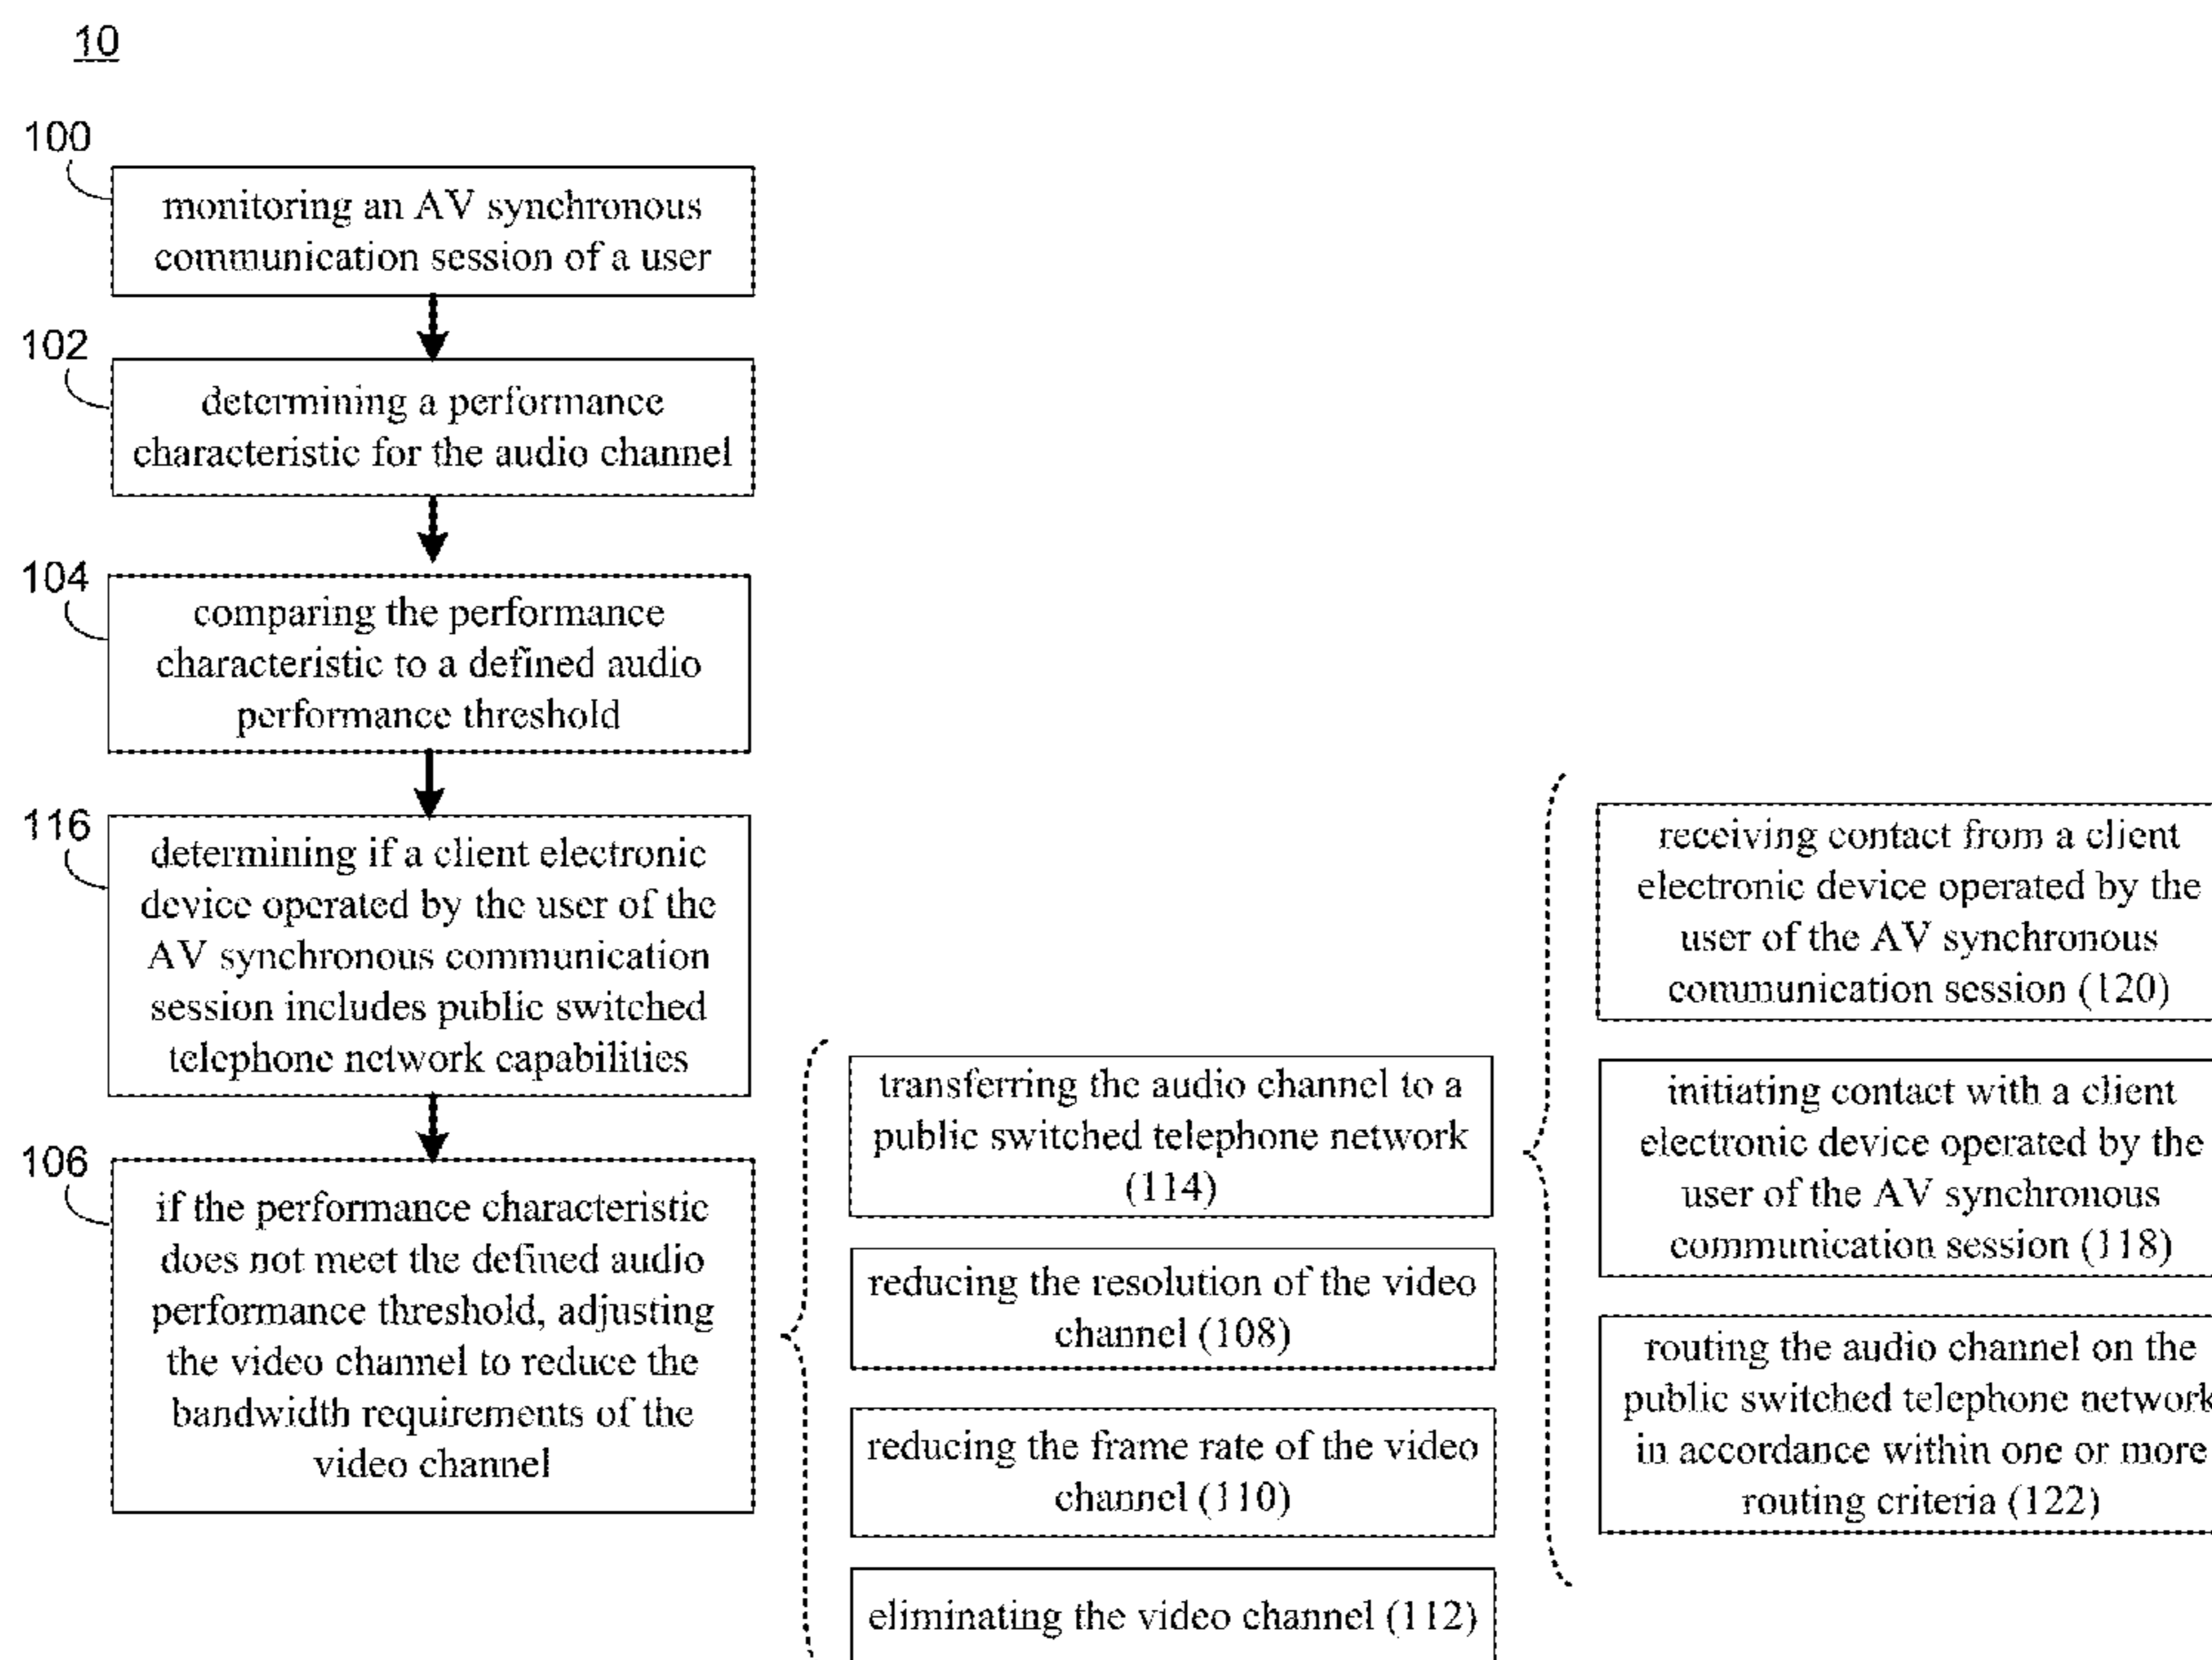 10
100
monitoring an AV synchronous
communication session of a user
102
determining a performance
characteristic for the audio channel
104
comparing the performance
characteristic to a defined audio
performance threshold
116
determining if a client electronic
device operated by the user of the
AV synchronous communication
session includes public switched
telephone network capabilities
106
if the performance characteristic
does not meet the defined audio
performance threshold, adjusting
the video channel to reduce the
bandwidth requirements of the
video channel
transferring the audio channel to a
public switched telephone network
(114)
reducing the resolution of the video
channel (108)
reducing the frame rate of the video
channel (110)
eliminating the video channel (112)
receiving contact from a client
electronic device operated by the
user of the AV synchronous
communication session (120)
initiating contact with a client
electronic device operated by the
user of the AV synchronous
communication session (118)
routing the audio channel on the
public switched telephone network
in accordance within one or more
routing criteria (122)